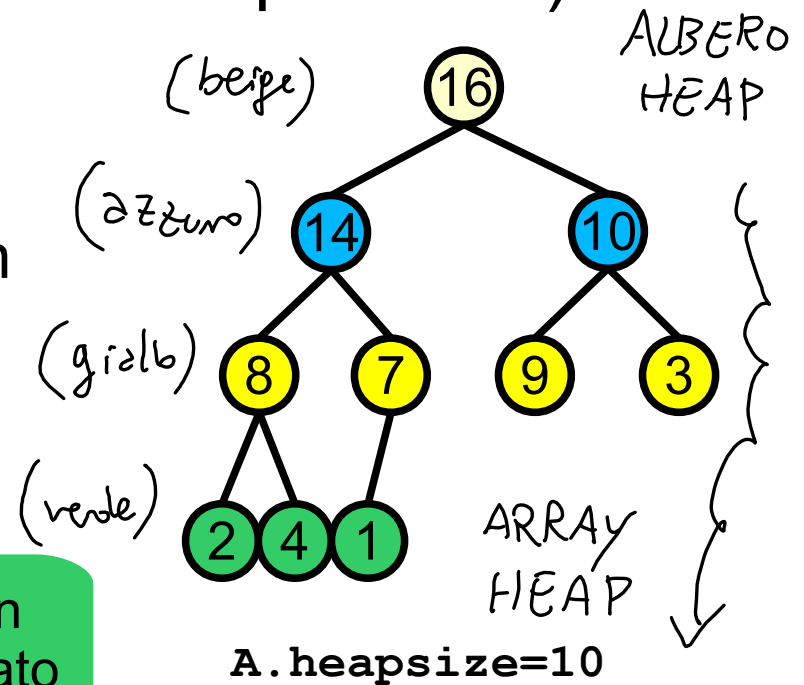 ALBERO
HEAP
(beige)
16
(azzurro)
14
10
(giallo)
8
7
9
3
(verde)
2
4
1
ARRAY
HEAP
A.heapsize=10